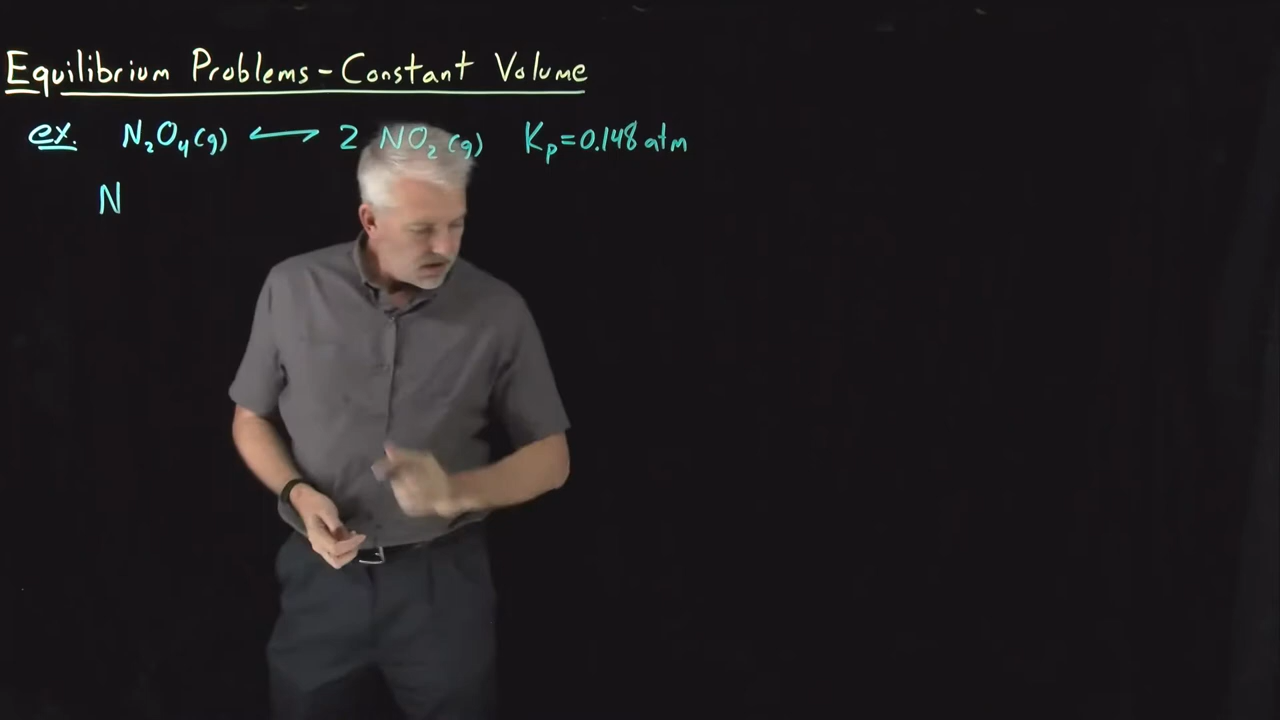 Equilibrium Problems - Constant Volume
ex. N₂O₄(g) ⟷ 2 NO₂(g) Kₚ=0.148 atm
N